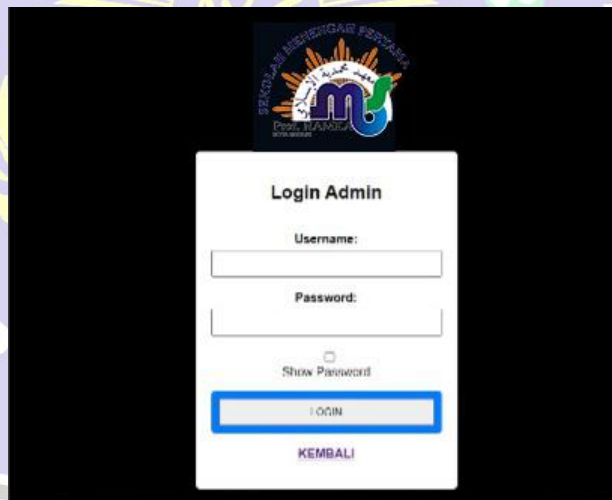 SEKOLAH MENENGAH PERTAMA
Prof. HAMKA
Login Admin
Username:
Password:
Show Password
LOGIN
KEMBALI